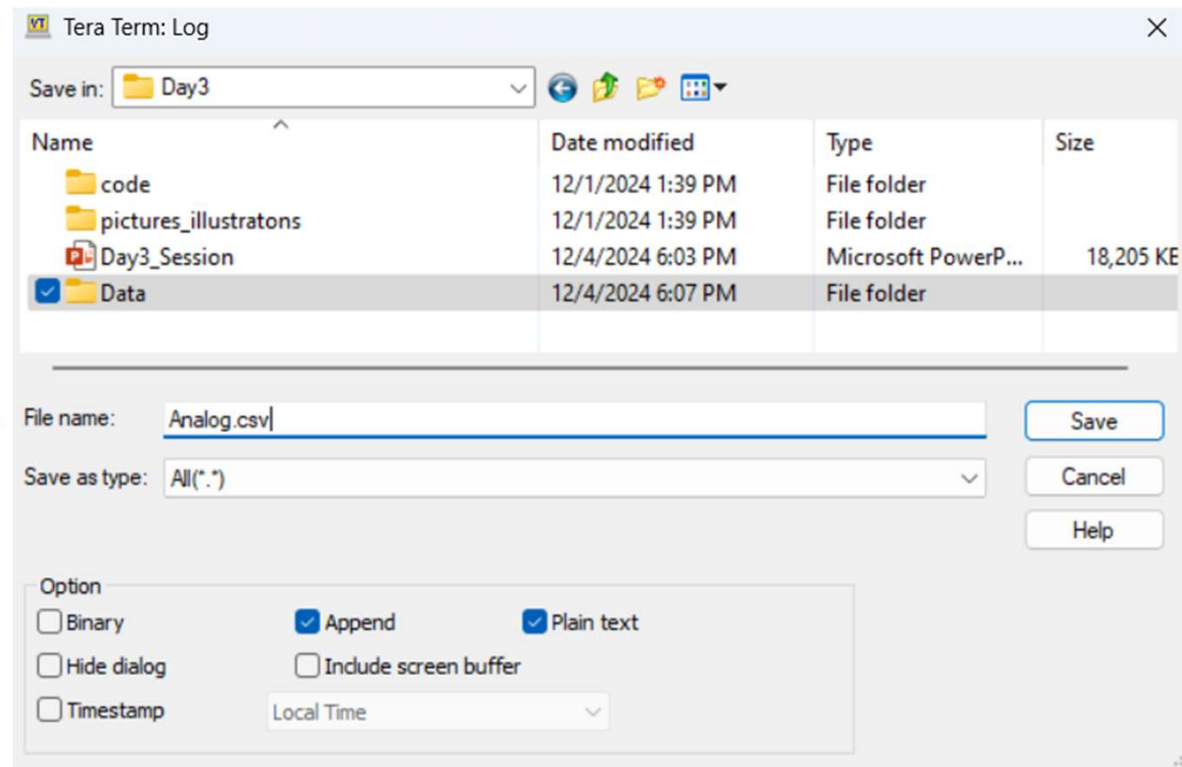 VT Tera Term: Log
Save in: Day3
Name Date modified Type Size
code 12/1/2024 1:39 PM File folder
pictures_illustratons 12/1/2024 1:39 PM File folder
Day3_Session 12/4/2024 6:03 PM Microsoft PowerP... 18,205 KE
Data 12/4/2024 6:07 PM File folder
File name: Analog.csv Save
Save as type: All(*.*) Cancel
Help
Option
Binary Append Plain text
Hide dialog Include screen buffer
Timestamp Local Time